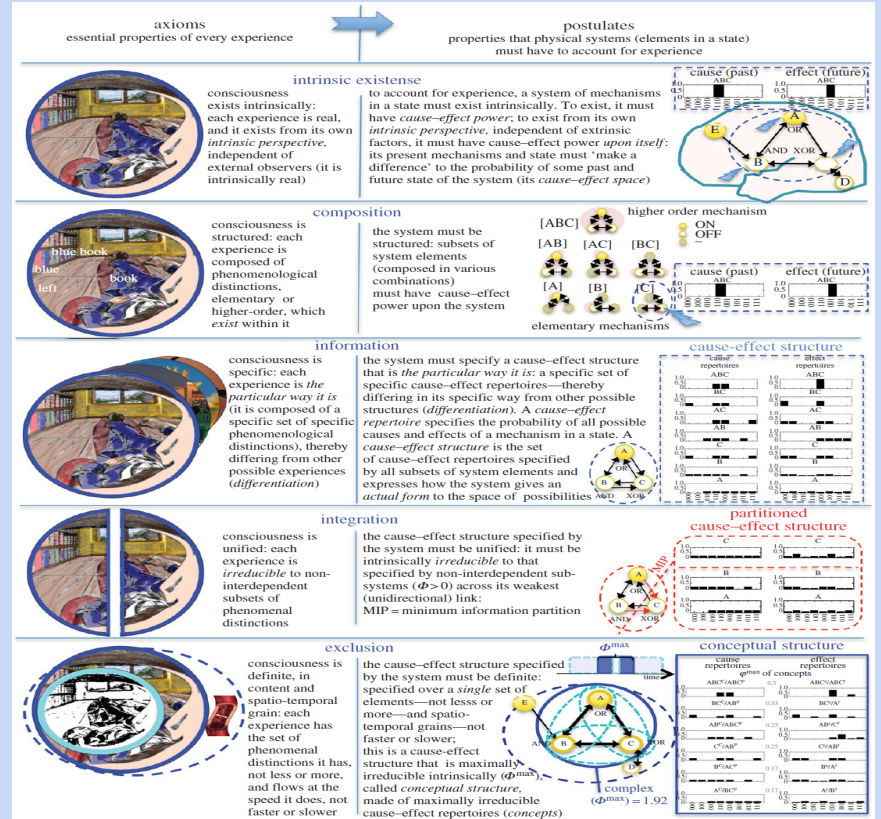 axioms
essential properties of every experience
postulates
properties that physical systems (elements in a state)
must have to account for experience
intrinsic existense
consciousness
exists intrinsically:
each experience is real,
and it exists from its own
intrinsic perspective,
independent of
external observers (it is
intrinsically real)
to account for experience, a system of mechanisms
in a state must exist intrinsically. To exist, it must
have cause–effect power; to exist from its own
intrinsic perspective, independent of extrinsic
factors, it must have cause–effect power upon itself:
its present mechanisms and state must ‘make a
difference’ to the probability of some past and
future state of the system (its cause–effect space)
cause (past)
ABC
effect (future)
ABC
E
A
OR
AND
XOR
B
D
composition
blue book
blue
book
left
consciousness is
structured: each
experience is
composed of
phenomenological
distinctions,
elementary or
higher-order, which
exist within it
the system must be
structured: subsets of
system elements
(composed in various
combinations)
must have cause–effect
power upon the system
higher order mechanism
[ABC]
ON
OFF
~
[AB]
[AC]
[BC]
[A]
[B]
[C]
elementary mechanisms
cause (past)
effect (future)
information
consciousness is
specific: each
experience is the
particular way it is
(it is composed of a
specific set of specific
phenomenological
distinctions), thereby
differing from other
possible experiences
(differentiation)
the system must specify a cause–effect structure
that is the particular way it is: a specific set of
specific cause–effect repertoires—thereby
differing in its specific way from other possible
structures (differentiation). A cause–effect
repertoire specifies the probability of all possible
causes and effects of a mechanism in a state. A
cause–effect structure is the set
of cause–effect repertoires specified
by all subsets of system elements and
expresses how the system gives an
actual form to the space of possibilities
A
OR
B
C
AND
XOR
cause-effect structure
cause
repertoires
effect
repertoires
ABC
ABC
BC
BC
AC
AC
AB
AB
C
C
B
B
A
A
integration
consciousness is
unified: each
experience is
irreducible to non-
interdependent
subsets of
phenomenal
distinctions
the cause–effect structure specified by
the system must be unified: it must be
intrinsically irreducible to that
specified by non-interdependent sub-
systems (Φ>0) across its weakest
(unidirectional) link:
MIP = minimum information partition
MIP
A
OR
B
C
AND
XOR
partitioned
cause–effect structure
C
C
B
B
A
A
exclusion
consciousness is
definite, in
content and
spatio-temporal
grain: each
experience has
the set of
phenomenal
distinctions it has,
not less or more,
and flows at the
speed it does, not
faster or slower
the cause–effect structure specified
by the system must be definite:
specified over a single set of
elements—not lesss or
more—and spatio-
temporal grains—not
faster or slower;
this is a cause-effect
structure that is maximally
irreducible intrinsically (Φmax),
called conceptual structure,
made of maximally irreducible
cause–effect repertoires (concepts)
Φmax
time
E
A
OR
AND
B
C
XOR
D
complex
(Φmax) = 1.92
conceptual structure
cause
repertoires
effect
repertoires
φmax of concepts